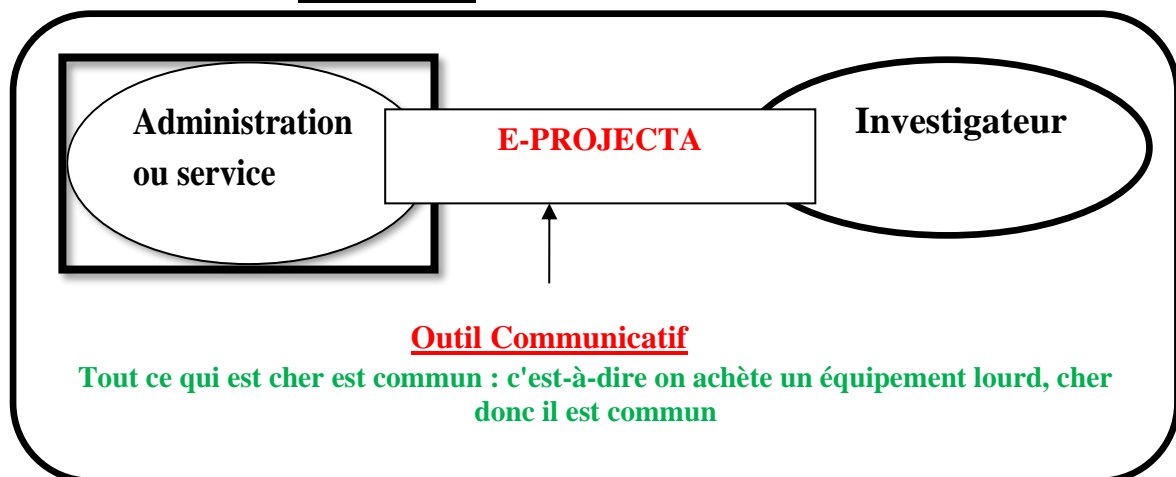 Administration
ou service
E-PROJECTA
Investigateur
Outil Communicatif
Tout ce qui est cher est commun : c'est-à-dire on achète un équipement lourd, cher
donc il est commun